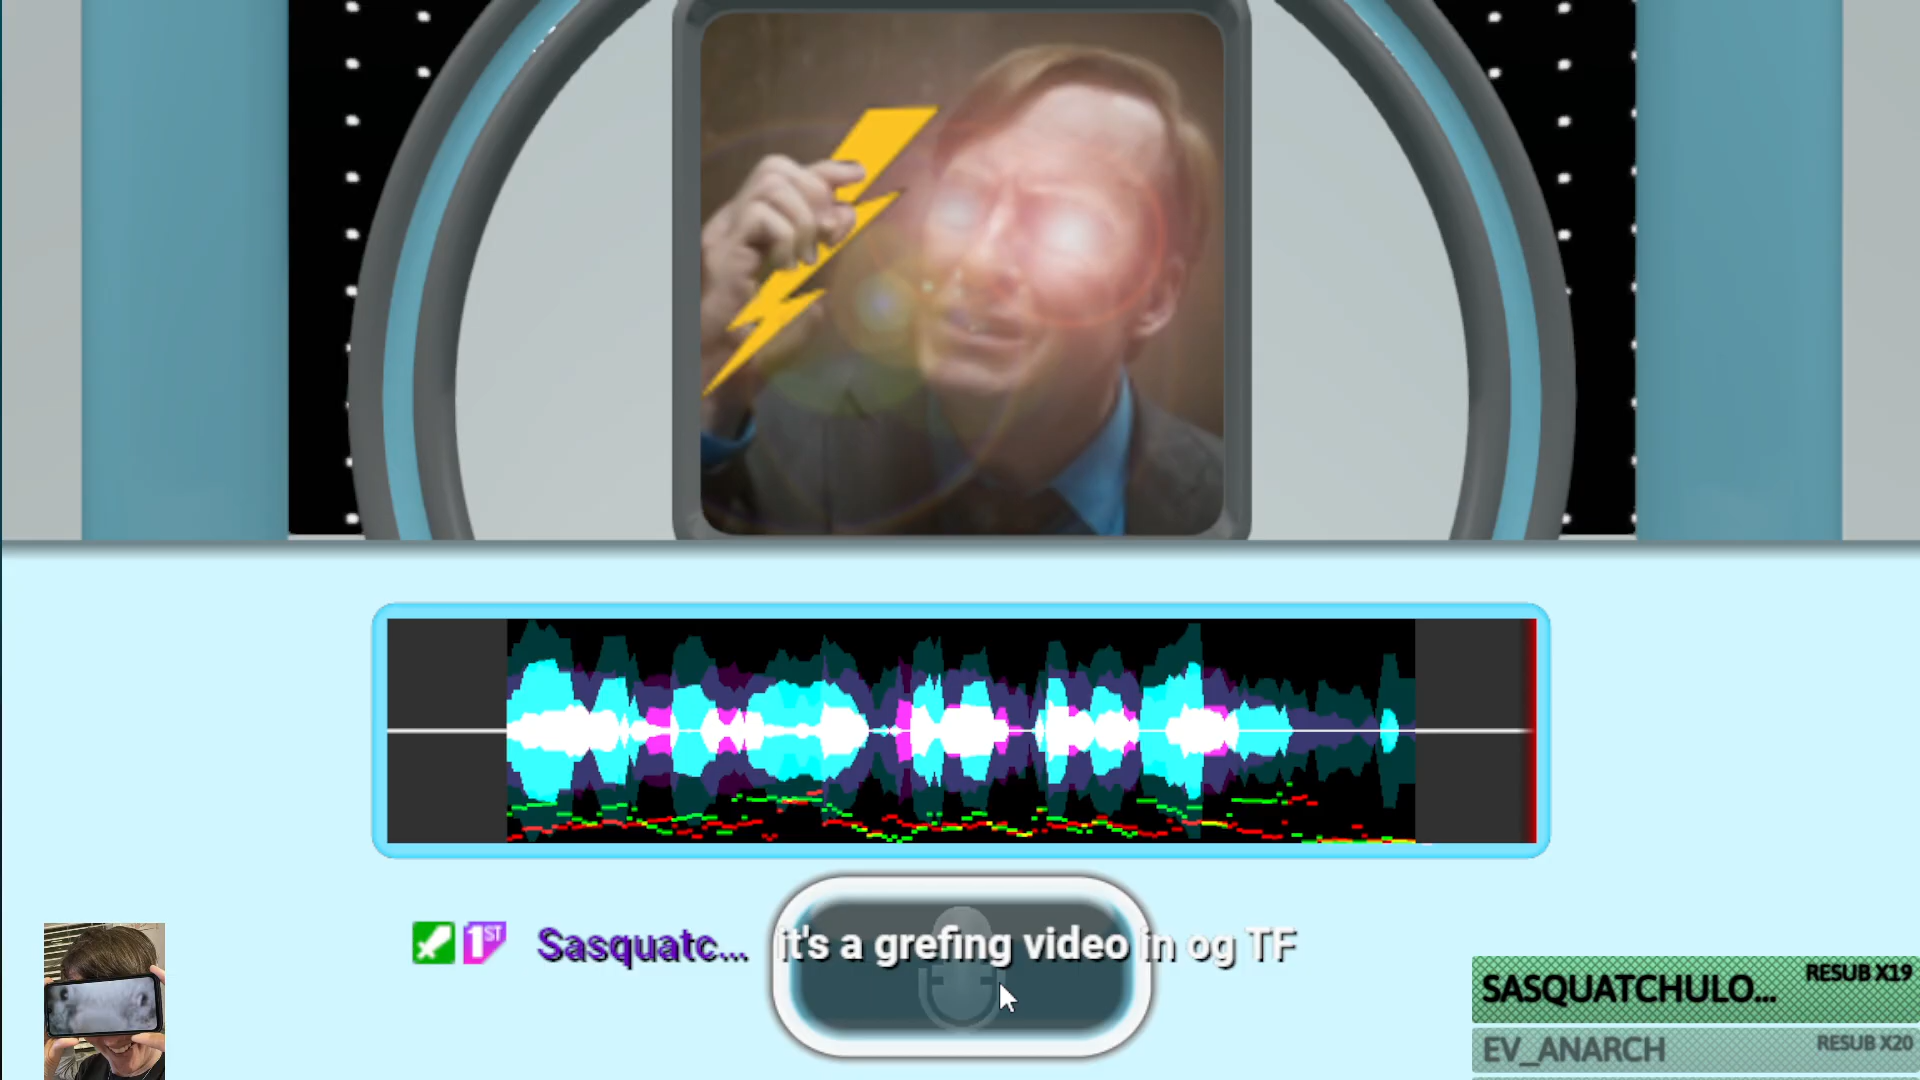 1ST Sasquatc... it's a grefing video in og TF
SASQUATCHULO... RESUB X19
EV_ANARCH RESUB X20